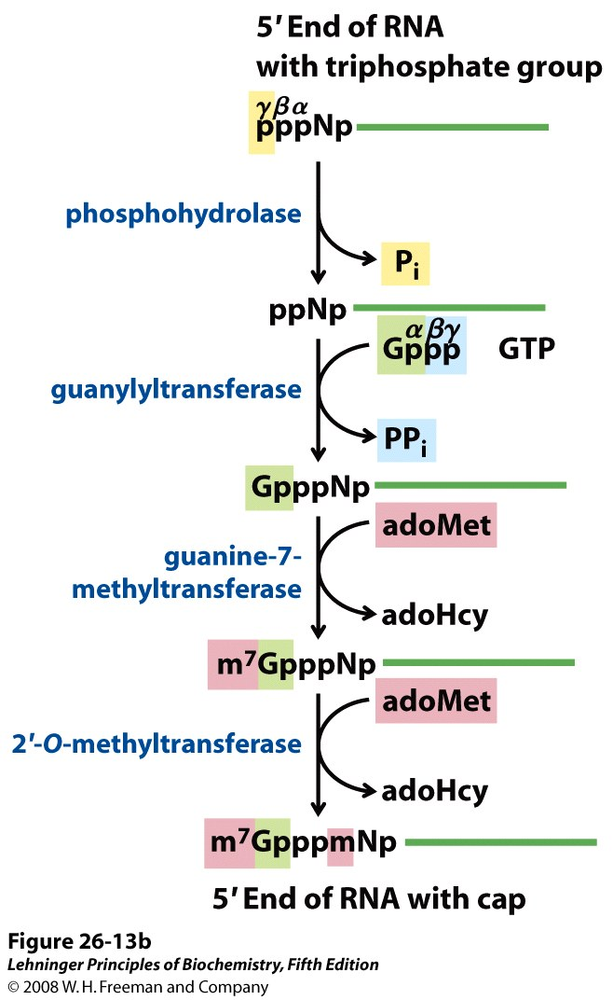 5′ End of RNA
with triphosphate group
γβα
pppNp
phosphohydrolase
Pi
ppNp
αβγ
Gppp GTP
guanylyltransferase
PPi
GpppNp
adoMet
guanine-7-
methyltransferase
adoHcy
m⁷GpppNp
adoMet
2′-O-methyltransferase
adoHcy
m⁷GpppmNp
5′ End of RNA with cap
Figure 26-13b
Lehninger Principles of Biochemistry, Fifth Edition
© 2008 W. H. Freeman and Company